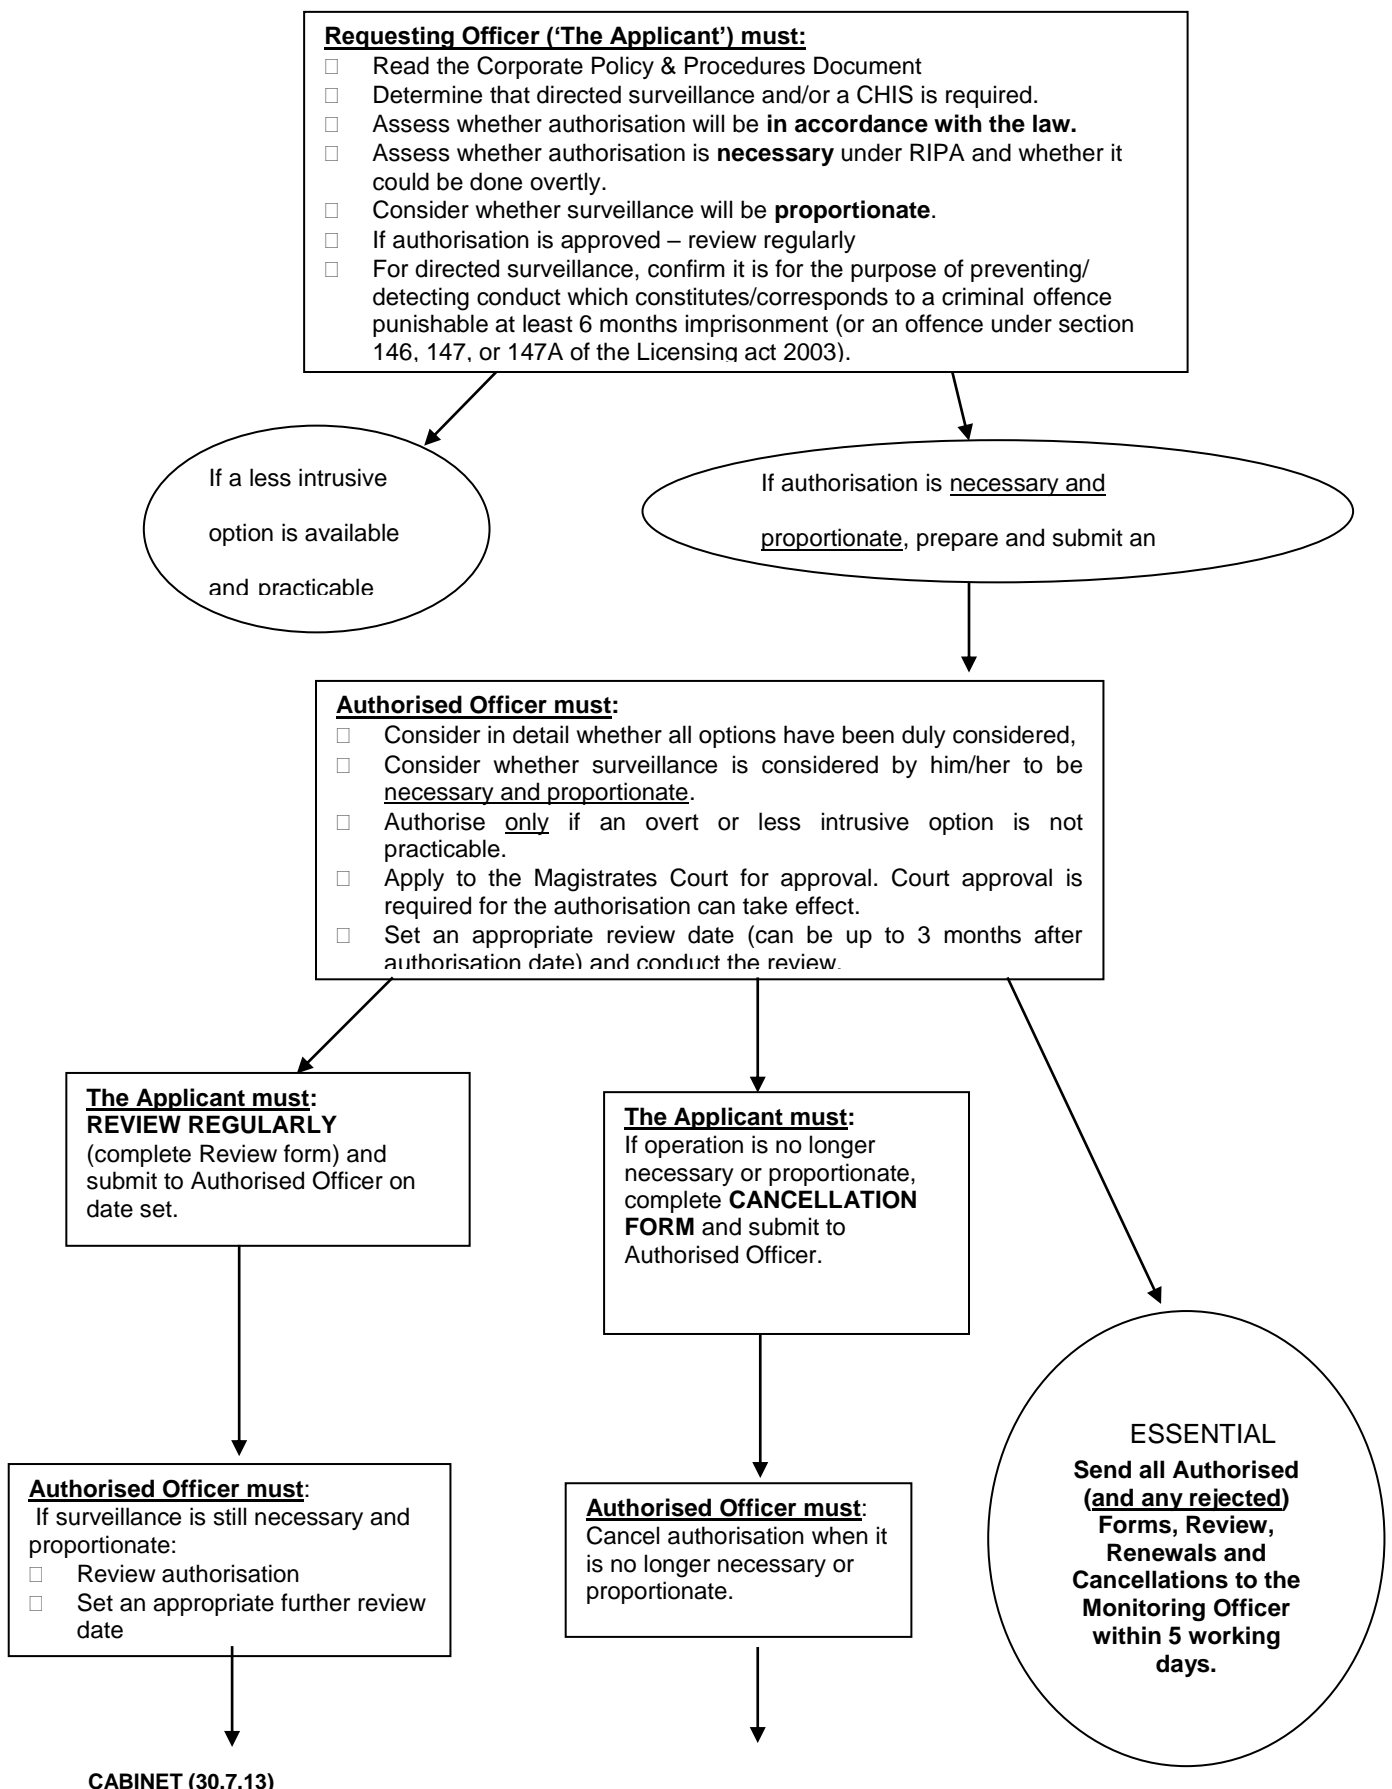 Requesting Officer (‘The Applicant’) must:
Read the Corporate Policy & Procedures Document
Determine that directed surveillance and/or a CHIS is required.
Assess whether authorisation will be in accordance with the law.
Assess whether authorisation is necessary under RIPA and whether it
could be done overtly.
Consider whether surveillance will be proportionate.
If authorisation is approved – review regularly
For directed surveillance, confirm it is for the purpose of preventing/
detecting conduct which constitutes/corresponds to a criminal offence
punishable at least 6 months imprisonment (or an offence under section
146, 147, or 147A of the Licensing act 2003).
If a less intrusive
option is available
and practicable
If authorisation is necessary and
proportionate, prepare and submit an
Authorised Officer must:
Consider in detail whether all options have been duly considered,
Consider whether surveillance is considered by him/her to be
necessary and proportionate.
Authorise only if an overt or less intrusive option is not
practicable.
Apply to the Magistrates Court for approval. Court approval is
required for the authorisation can take effect.
Set an appropriate review date (can be up to 3 months after
authorisation date) and conduct the review.
The Applicant must:
REVIEW REGULARLY
(complete Review form) and
submit to Authorised Officer on
date set.
The Applicant must:
If operation is no longer
necessary or proportionate,
complete CANCELLATION
FORM and submit to
Authorised Officer.
Authorised Officer must:
If surveillance is still necessary and
proportionate:
Review authorisation
Set an appropriate further review
date
Authorised Officer must:
Cancel authorisation when it
is no longer necessary or
proportionate.
ESSENTIAL
Send all Authorised
(and any rejected)
Forms, Review,
Renewals and
Cancellations to the
Monitoring Officer
within 5 working
days.
CABINET (30.7.13)